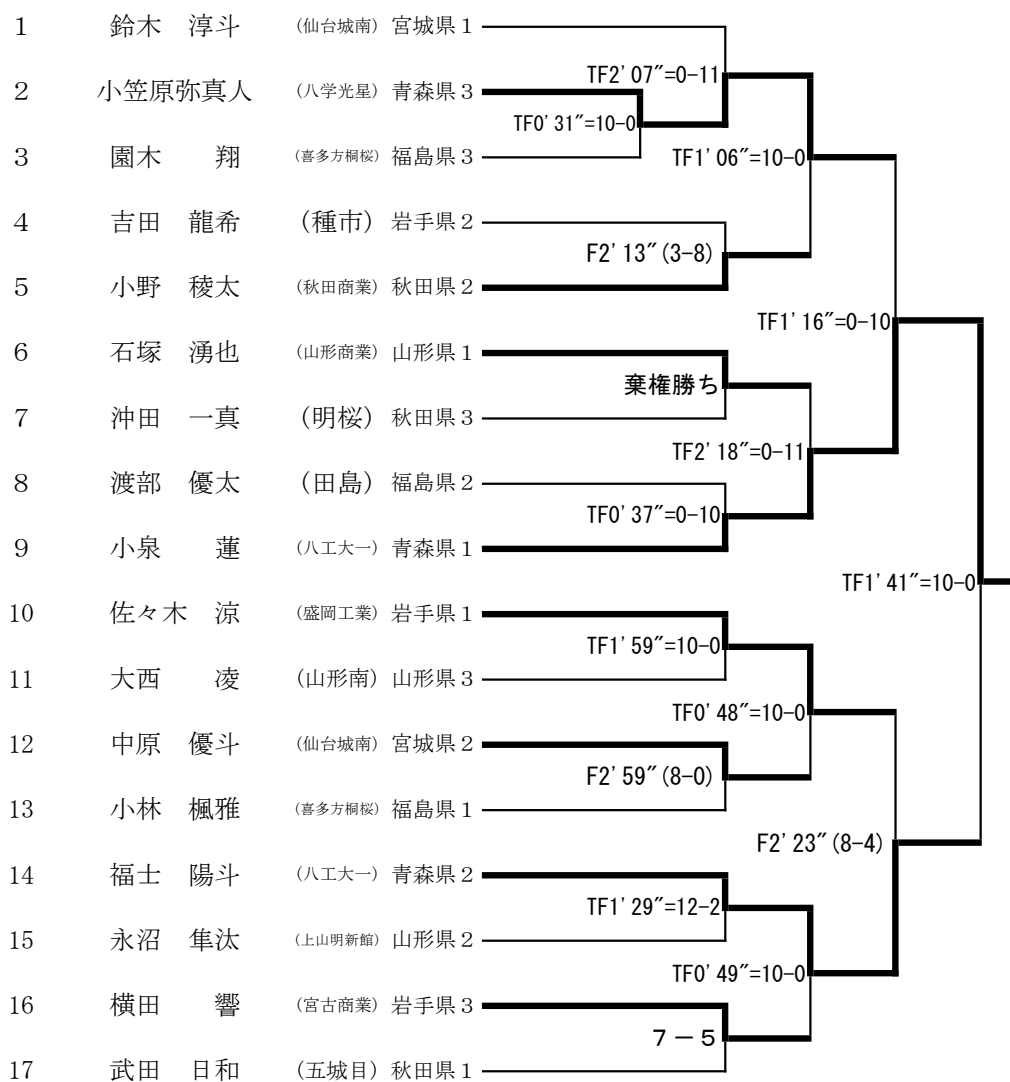 1 鈴木 淳斗 (仙台城南) 宮城県1
TF2'07"=0-11
2 小笠原弥真人 (八学光星) 青森県3
TF0'31"=10-0
3 園木 翔 (喜多方桐桜) 福島県3
TF1'06"=10-0
4 吉田 龍希 (種市) 岩手県2
F2'13"(3-8)
5 小野 稜太 (秋田商業) 秋田県2
TF1'16"=0-10
6 石塚 湧也 (山形商業) 山形県1
棄権勝ち
7 沖田 一真 (明桜) 秋田県3
TF2'18"=0-11
8 渡部 優太 (田島) 福島県2
TF0'37"=0-10
9 小泉 蓮 (八工大一) 青森県1
TF1'41"=10-0
10 佐々木 涼 (盛岡工業) 岩手県1
TF1'59"=10-0
11 大西 凌 (山形南) 山形県3
TF0'48"=10-0
12 中原 優斗 (仙台城南) 宮城県2
F2'59"(8-0)
13 小林 楓雅 (喜多方桐桜) 福島県1
F2'23"(8-4)
14 福士 陽斗 (八工大一) 青森県2
TF1'29"=12-2
15 永沼 隼汰 (上山明新館) 山形県2
TF0'49"=10-0
16 横田 響 (宮古商業) 岩手県3
7-5
17 武田 日和 (五城目) 秋田県1